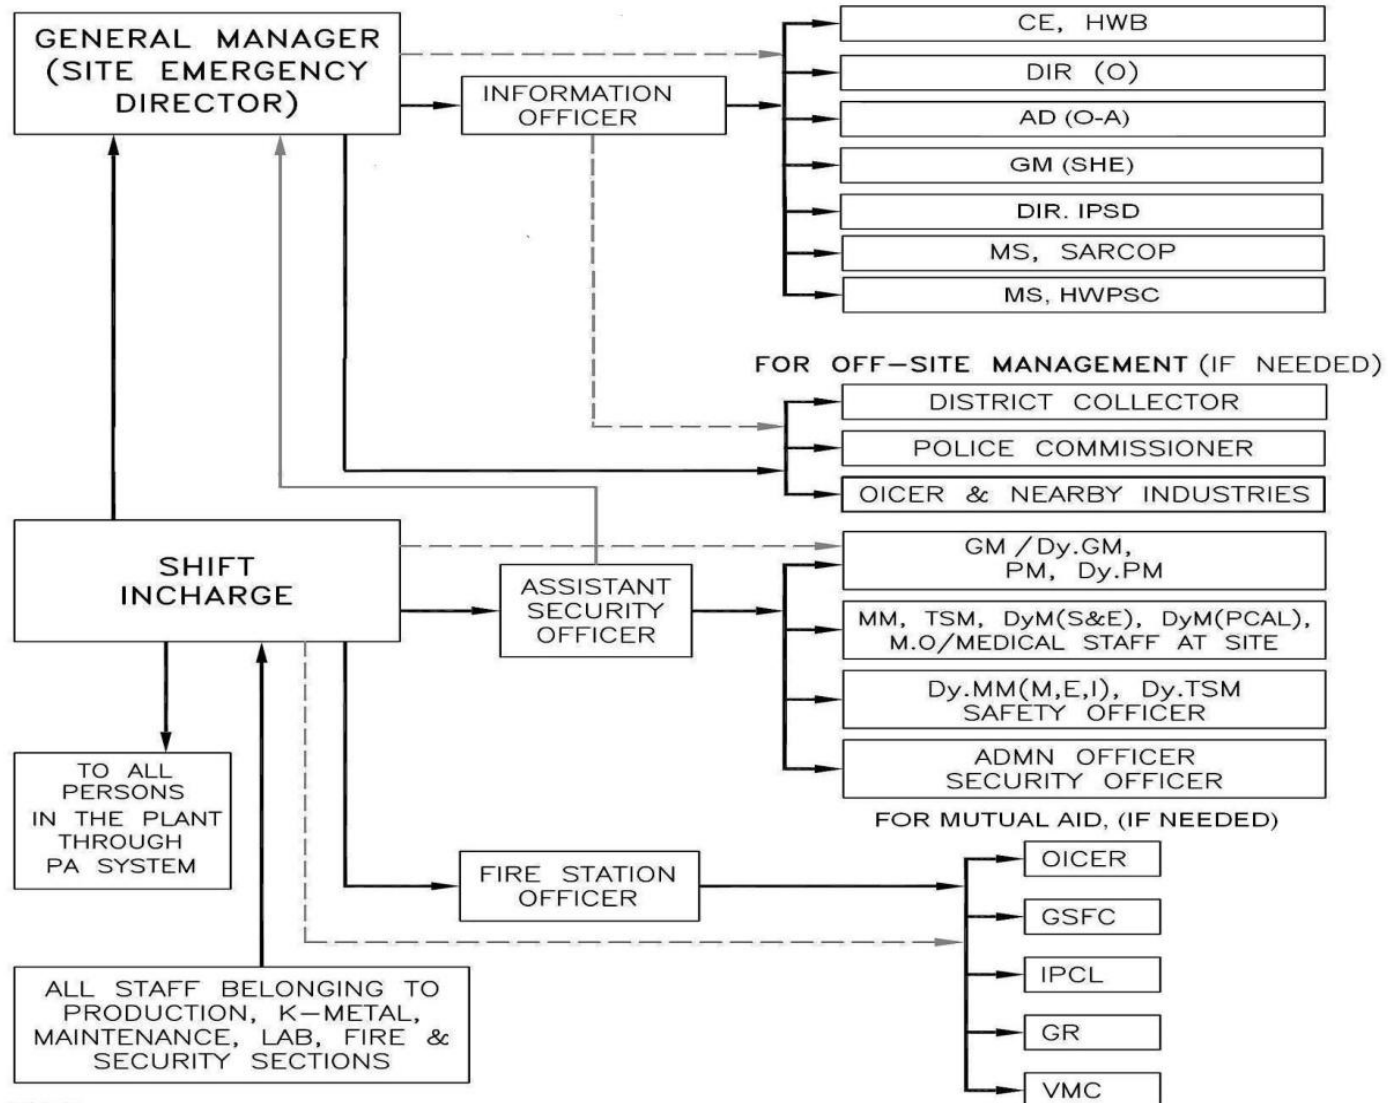 GENERAL MANAGER
(SITE EMERGENCY
DIRECTOR)
INFORMATION
OFFICER
CE, HWB
DIR (O)
AD (O-A)
GM (SHE)
DIR. IPSD
MS, SARCOP
MS, HWPSC
FOR OFF-SITE MANAGEMENT (IF NEEDED)
DISTRICT COLLECTOR
POLICE COMMISSIONER
OICER & NEARBY INDUSTRIES
SHIFT
INCHARGE
ASSISTANT
SECURITY
OFFICER
GM /Dy.GM,
PM, Dy.PM
MM, TSM, DyM(S&E), DyM(PCAL),
M.O/MEDICAL STAFF AT SITE
Dy.MM(M,E,I), Dy.TSM
SAFETY OFFICER
ADMN OFFICER
SECURITY OFFICER
TO ALL
PERSONS
IN THE PLANT
THROUGH
PA SYSTEM
FOR MUTUAL AID, (IF NEEDED)
FIRE STATION
OFFICER
OICER
GSFC
IPCL
GR
VMC
ALL STAFF BELONGING TO
PRODUCTION, K-METAL,
MAINTENANCE, LAB, FIRE &
SECURITY SECTIONS